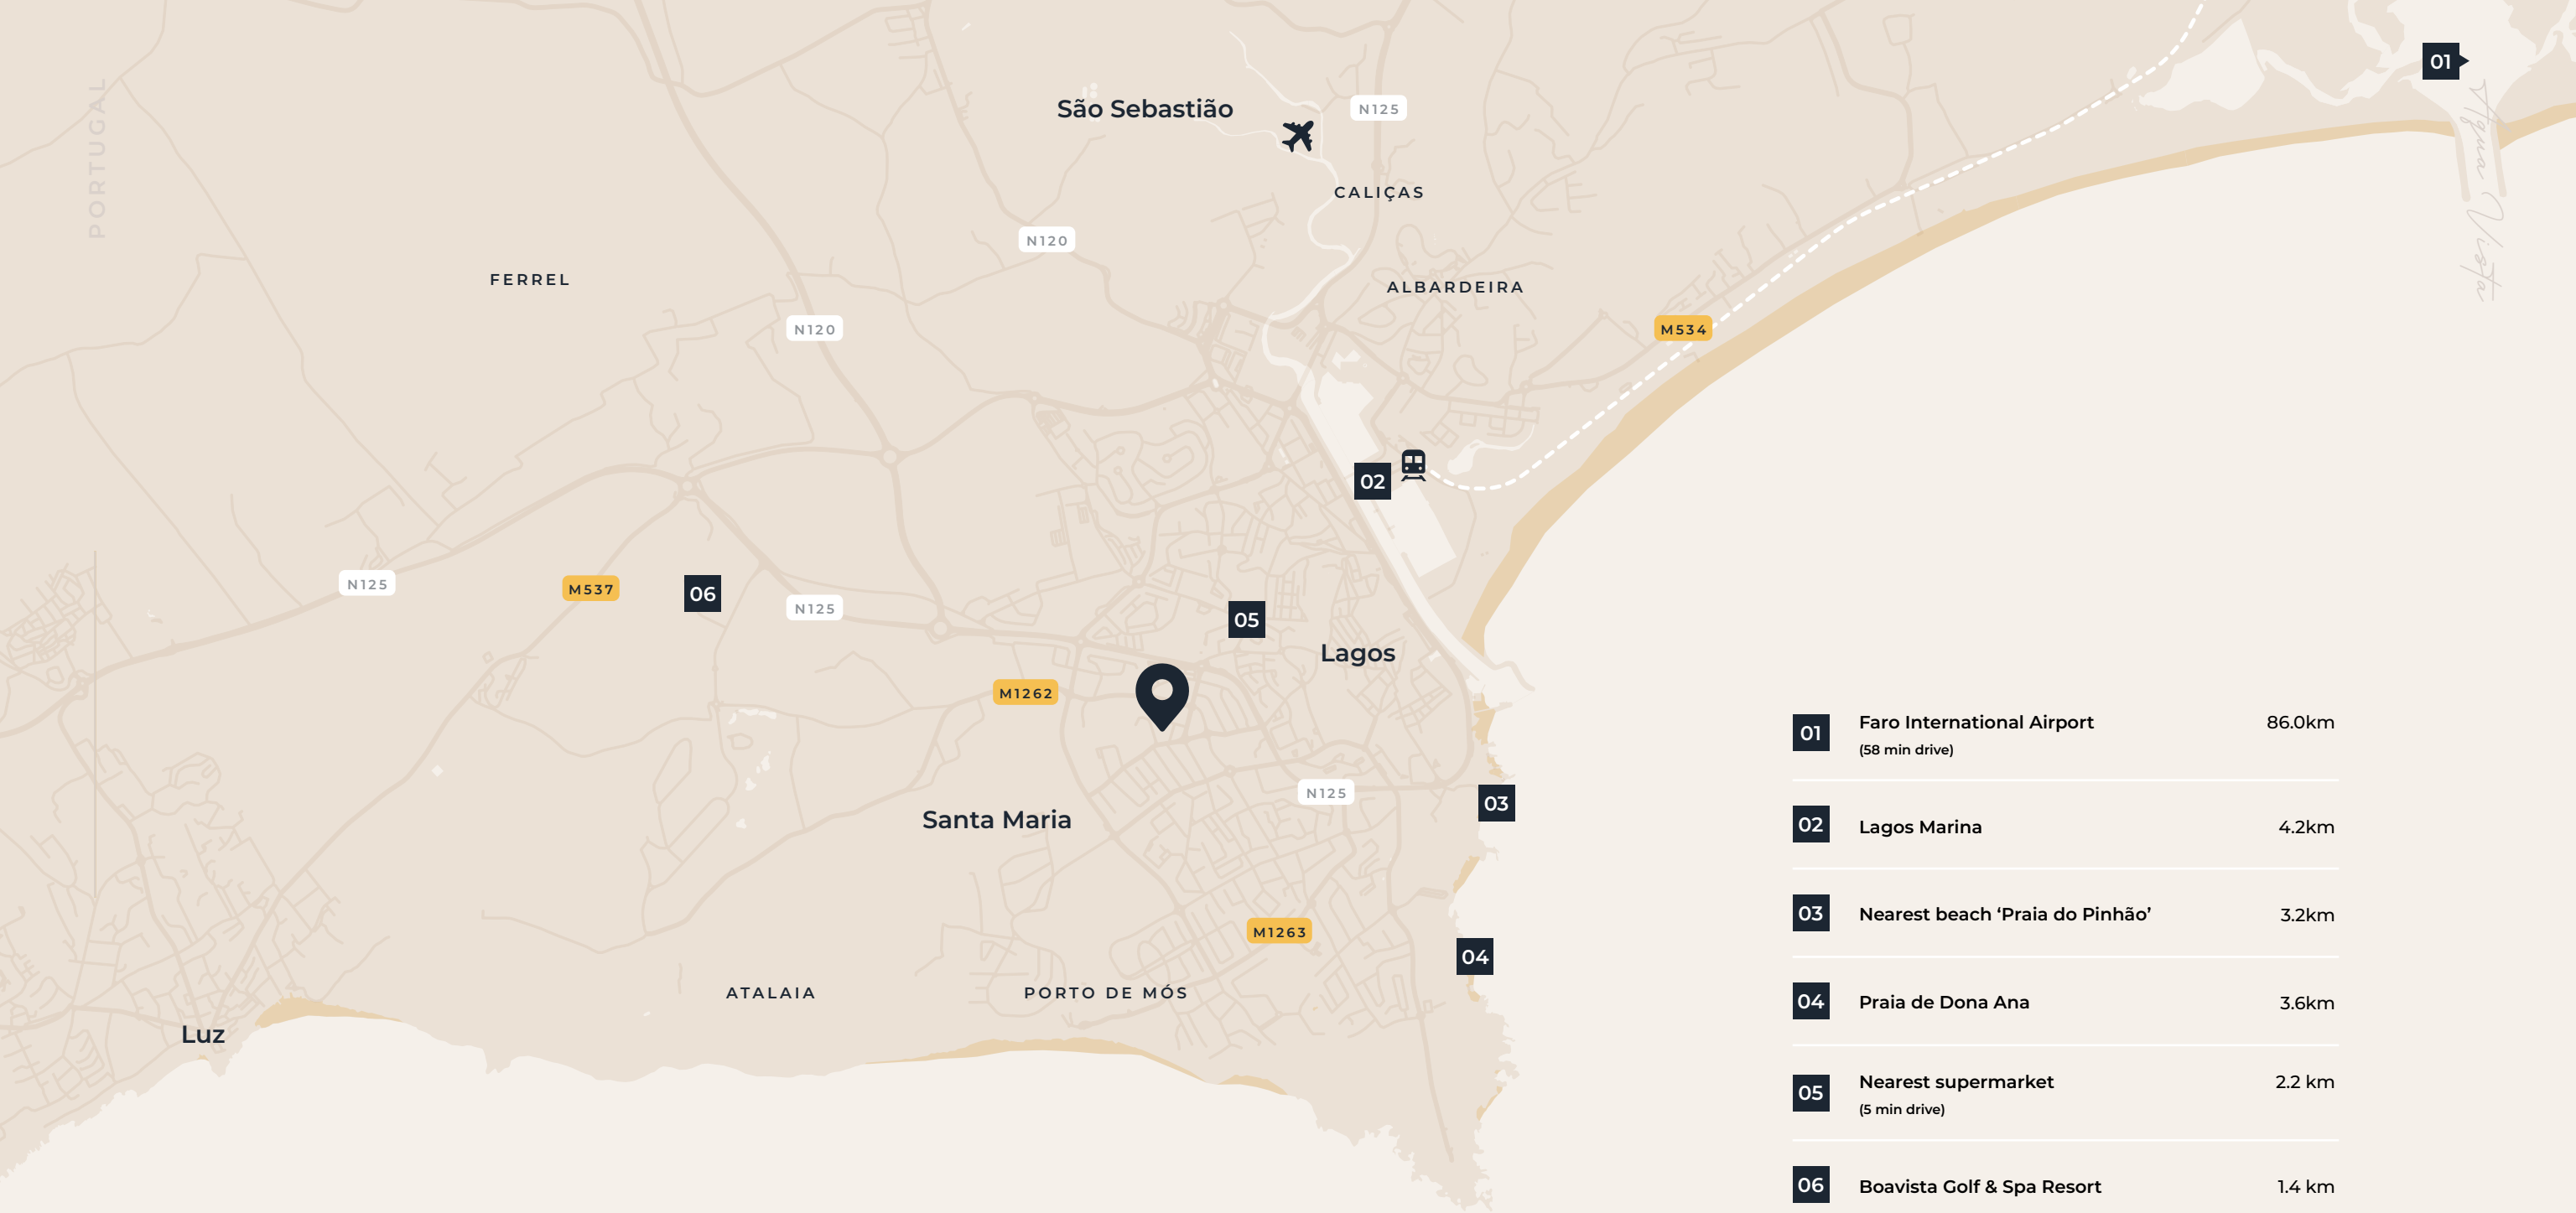 PORTUGAL
São Sebastião
N125
01
Agua Vista
CALIÇAS
N120
FERREL
ALBARDEIRA
N120
M534
02
N125
M537
06
N125
05
Lagos
M1262
N125
03
Santa Maria
M1263
04
ATALAIA
PORTO DE MÓS
Luz
01 Faro International Airport 86.0km
(58 min drive)
02 Lagos Marina 4.2km
03 Nearest beach ‘Praia do Pinhão’ 3.2km
04 Praia de Dona Ana 3.6km
05 Nearest supermarket 2.2 km
(5 min drive)
06 Boavista Golf & Spa Resort 1.4 km